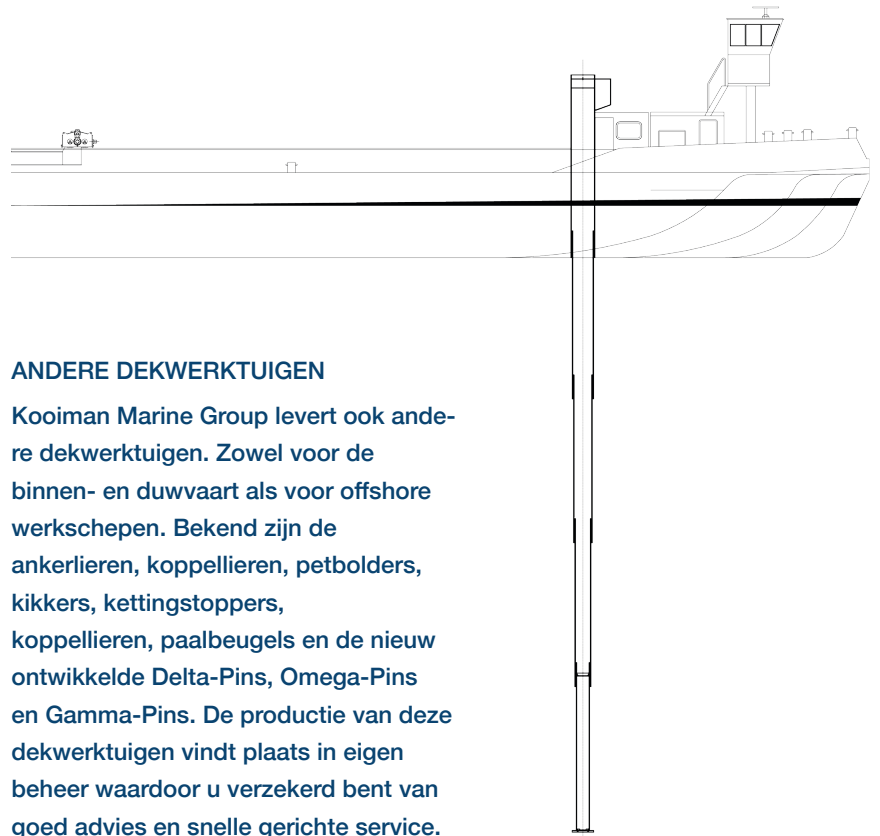 ANDERE DEKWERKTUIGEN
Kooiman Marine Group levert ook ande-
re dekwerktuigen. Zowel voor de
binnen- en duwvaart als voor offshore
werkschepen. Bekend zijn de
ankerlieren, koppellieren, petbolders,
kikkers, kettingstoppers,
koppellieren, paalbeugels en de nieuw
ontwikkelde Delta-Pins, Omega-Pins
en Gamma-Pins. De productie van deze
dekwerktuigen vindt plaats in eigen
beheer waardoor u verzekerd bent van
goed advies en snelle gerichte service.